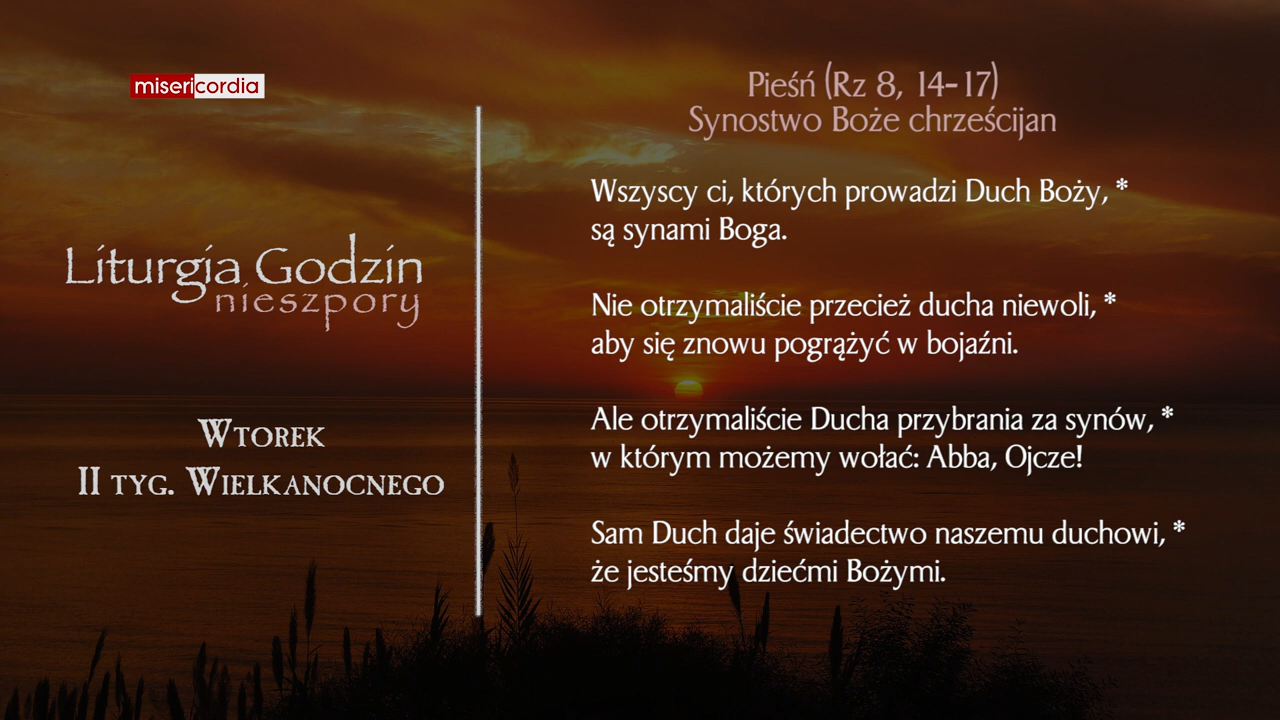 misericordia
Liturgia Godzin
nieszpory
Wtorek
II tyg. Wielkanocnego
Pieśń (Rz 8, 14-17)
Synostwo Boże chrześcijan
Wszyscy ci, których prowadzi Duch Boży, *
są synami Boga.
Nie otrzymaliście przecież ducha niewoli, *
aby się znowu pogrążyć w bojaźni.
Ale otrzymaliście Ducha przybrania za synów, *
w którym możemy wołać: Abba, Ojcze!
Sam Duch daje świadectwo naszemu duchowi, *
że jesteśmy dziećmi Bożymi.